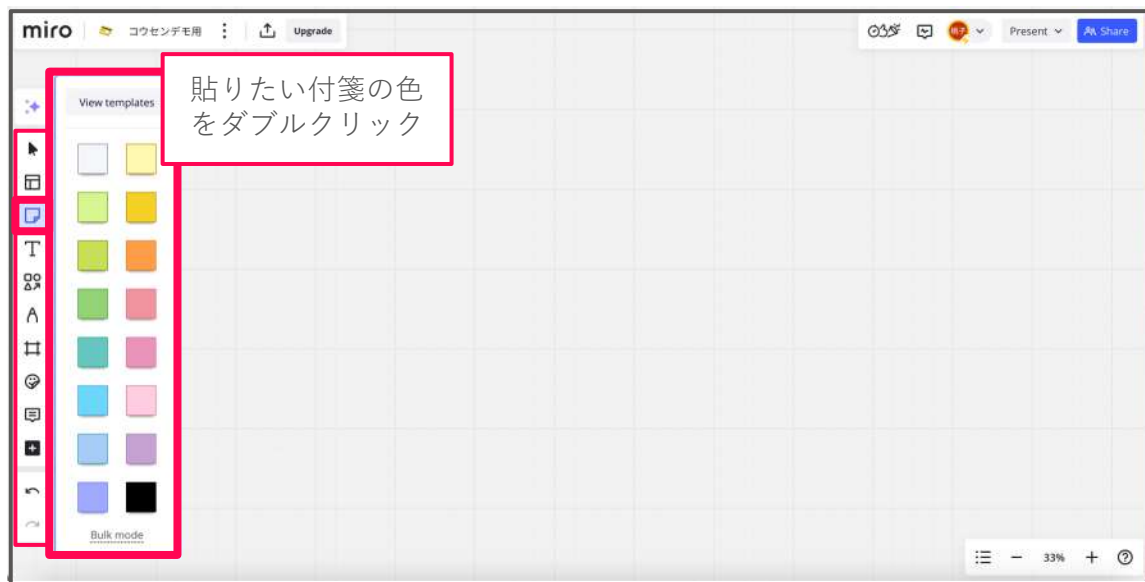 miro
コウセンデモ用
Upgrade
Present
Share
View templates
貼りたい付箋の色
をダブルクリック
Bulk mode
33%